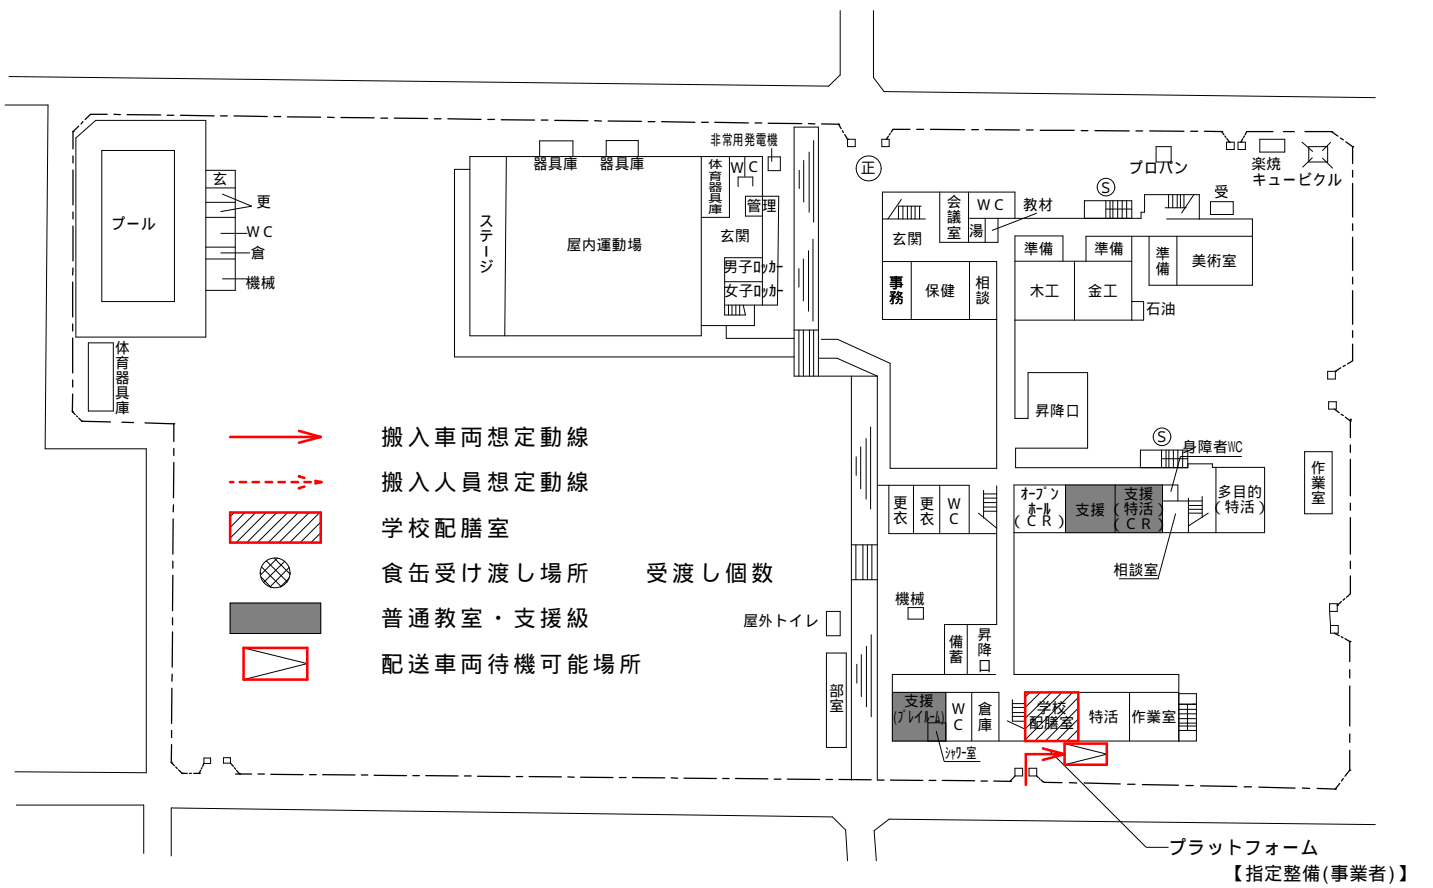 非常用発電機
正
プロパン
楽焼
キュービクル
器具庫
器具庫
体育器具庫
WC
管理
玄
更
WC
倉
機械
プール
ステージ
屋内運動場
玄関
男子ロッカー
女子ロッカー
体育器具庫
会議室
WC
湯
教材
S
受
玄関
事務
保健
相談
準備
準備
準備
美術室
木工
金工
石油
昇降口
S
身障者WC
搬入車両想定動線
搬入人員想定動線
学校配膳室
食缶受け渡し場所
受渡し個数
普通教室・支援級
配送車両待機可能場所
更衣
更衣
WC
オープン
ホール
(CR)
支援
支援
(特活)
(CR)
多目的
(特活)
作業室
相談室
機械
屋外トイレ
備蓄
昇降口
部室
支援
(プレイルーム)
WC
倉庫
学校
配膳室
特活
作業室
シャワー室
プラットフォーム
【指定整備(事業者)】